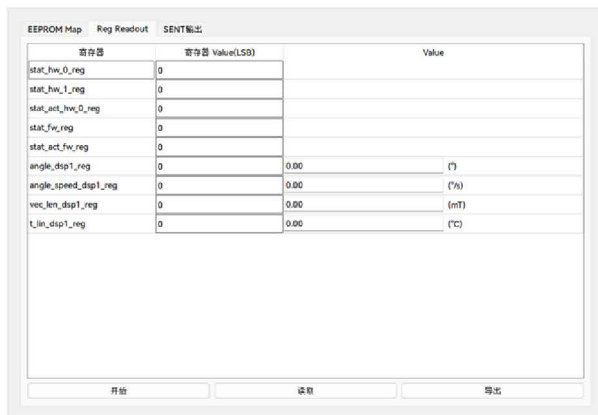 EEPROM Map Reg Readout SENT输出
寄存器 寄存器 Value(LSB) Value
stat_hw_0_reg 0
stat_hw_1_reg 0
stat_act_hw_0_reg 0
stat_fw_reg 0
stat_act_fw_reg 0
angle_dsp1_reg 0 0.00 (°)
angle_speed_dsp1_reg 0 0.00 (°/s)
vec_len_dsp1_reg 0 0.00 (mT)
t_lin_dsp1_reg 0 0.00 (°C)
开始 读取 导出